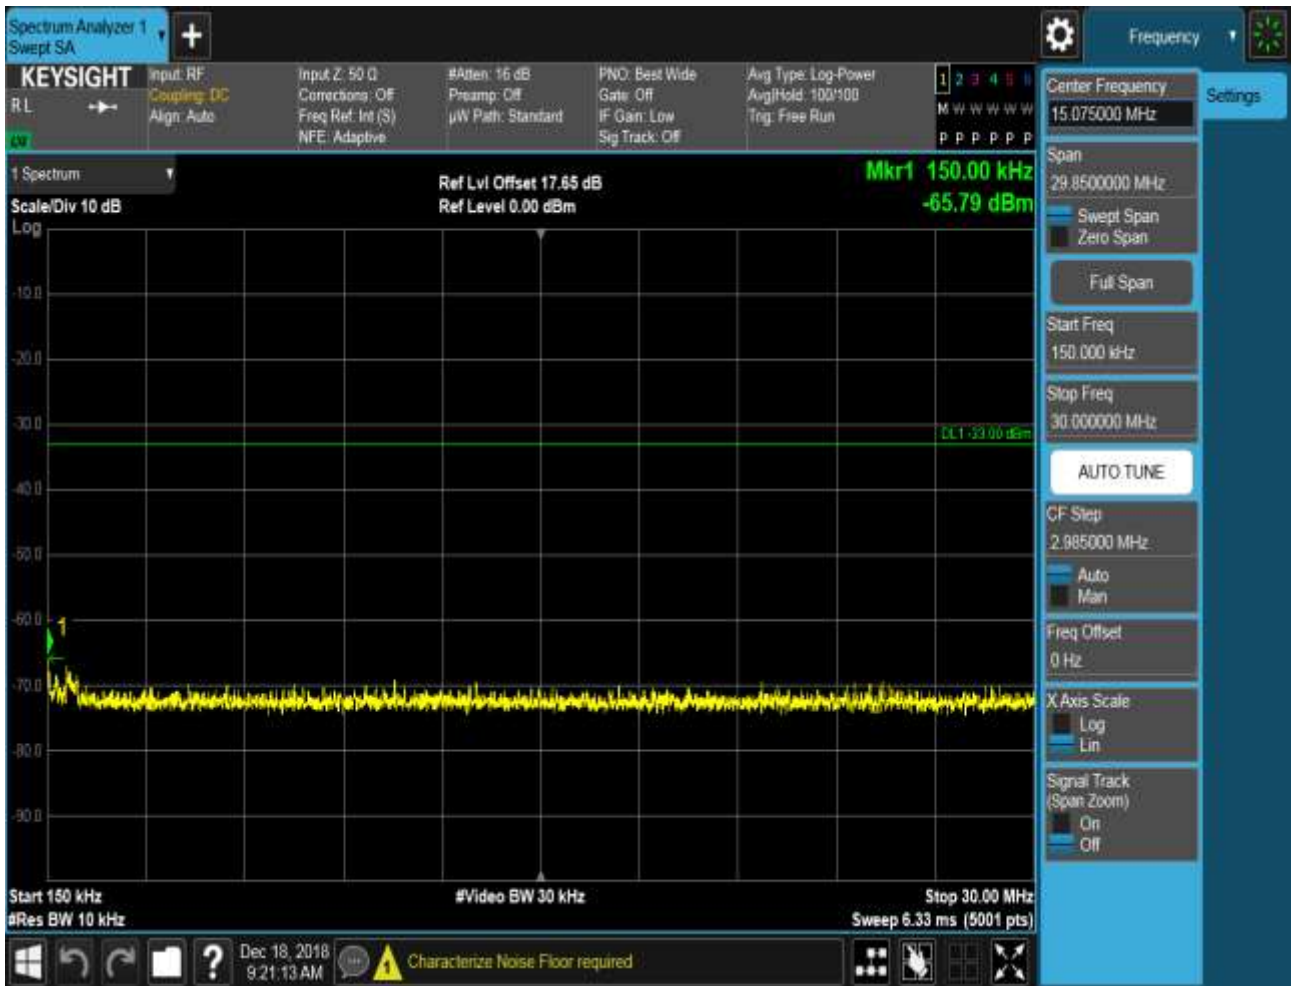 Spectrum Analyzer 1
Swept SA
Frequency
KEYSIGHT
RL
Input: RF
Coupling: DC
Align: Auto
Input Z: 50 Ω
Corrections: Off
Freq Ref: Int (S)
NFE: Adaptive
#Atten: 16 dB
Preamp: Off
µW Path: Standard
PNO: Best Wide
Gate: Off
IF Gain: Low
Sig Track: Off
Avg Type: Log-Power
Avg|Hold: 100/100
Trig: Free Run
1 2 3 4 5 6
M W W W W W
P P P P P P
1 Spectrum
Scale/Div 10 dB
Ref Lvl Offset 17.65 dB
Ref Level 0.00 dBm
Mkr1 150.00 kHz
-65.79 dBm
Log
-10.0
-20.0
-30.0
DL1 -33.00 dBm
-40.0
-50.0
-60.0
1
-70.0
-80.0
-90.0
Start 150 kHz
#Video BW 30 kHz
Stop 30.00 MHz
#Res BW 10 kHz
Sweep 6.33 ms (5001 pts)
Center Frequency
15.075000 MHz
Settings
Span
29.8500000 MHz
Swept Span
Zero Span
Full Span
Start Freq
150.000 kHz
Stop Freq
30.000000 MHz
AUTO TUNE
CF Step
2.985000 MHz
Auto
Man
Freq Offset
0 Hz
X Axis Scale
Log
Lin
Signal Track
(Span Zoom)
On
Off
?
Dec 18, 2018
9:21:13 AM
1
Characterize Noise Floor required